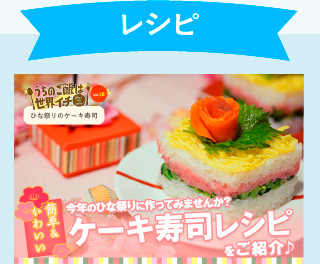 レシピ
うちのご飯は
世界イチ
vol.16
ひな祭りのケーキ寿司
簡単&
かわいい
今年のひな祭りに作ってみませんか?
ケーキ寿司レシピ
をご紹介♪